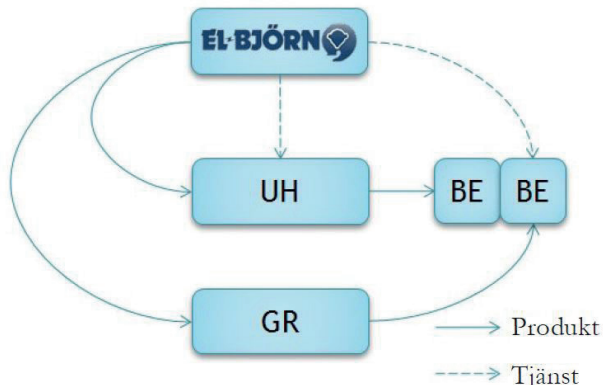 EL·BJÖRN
UH
BE BE
GR
Produkt
Tjänst